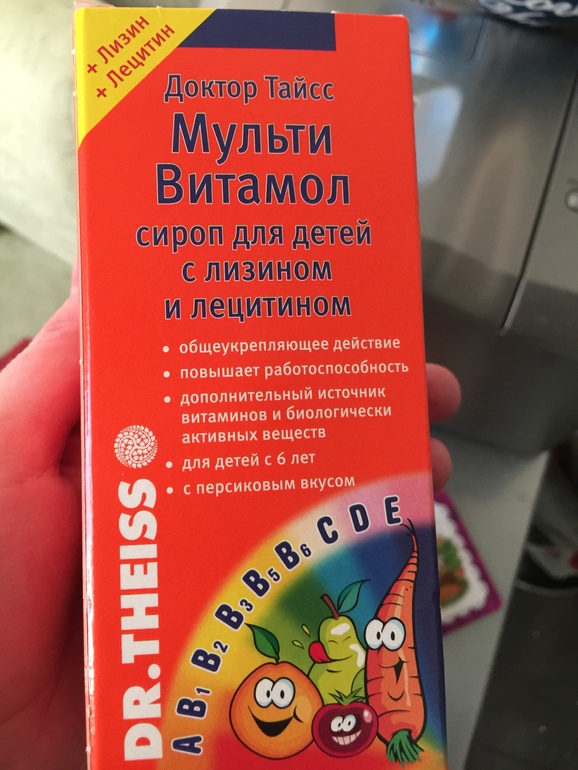 + Лизин
+ Лецитин
Доктор Тайсс
Мульти
Витамол
сироп для детей
с лизином
и лецитином
• общеукрепляющее действие
• повышает работоспособность
• дополнительный источник
витаминов и биологически
активных веществ
• для детей с 6 лет
• с персиковым вкусом
DR.THEISS
A B1 B2 B3 B5 B6 C D E